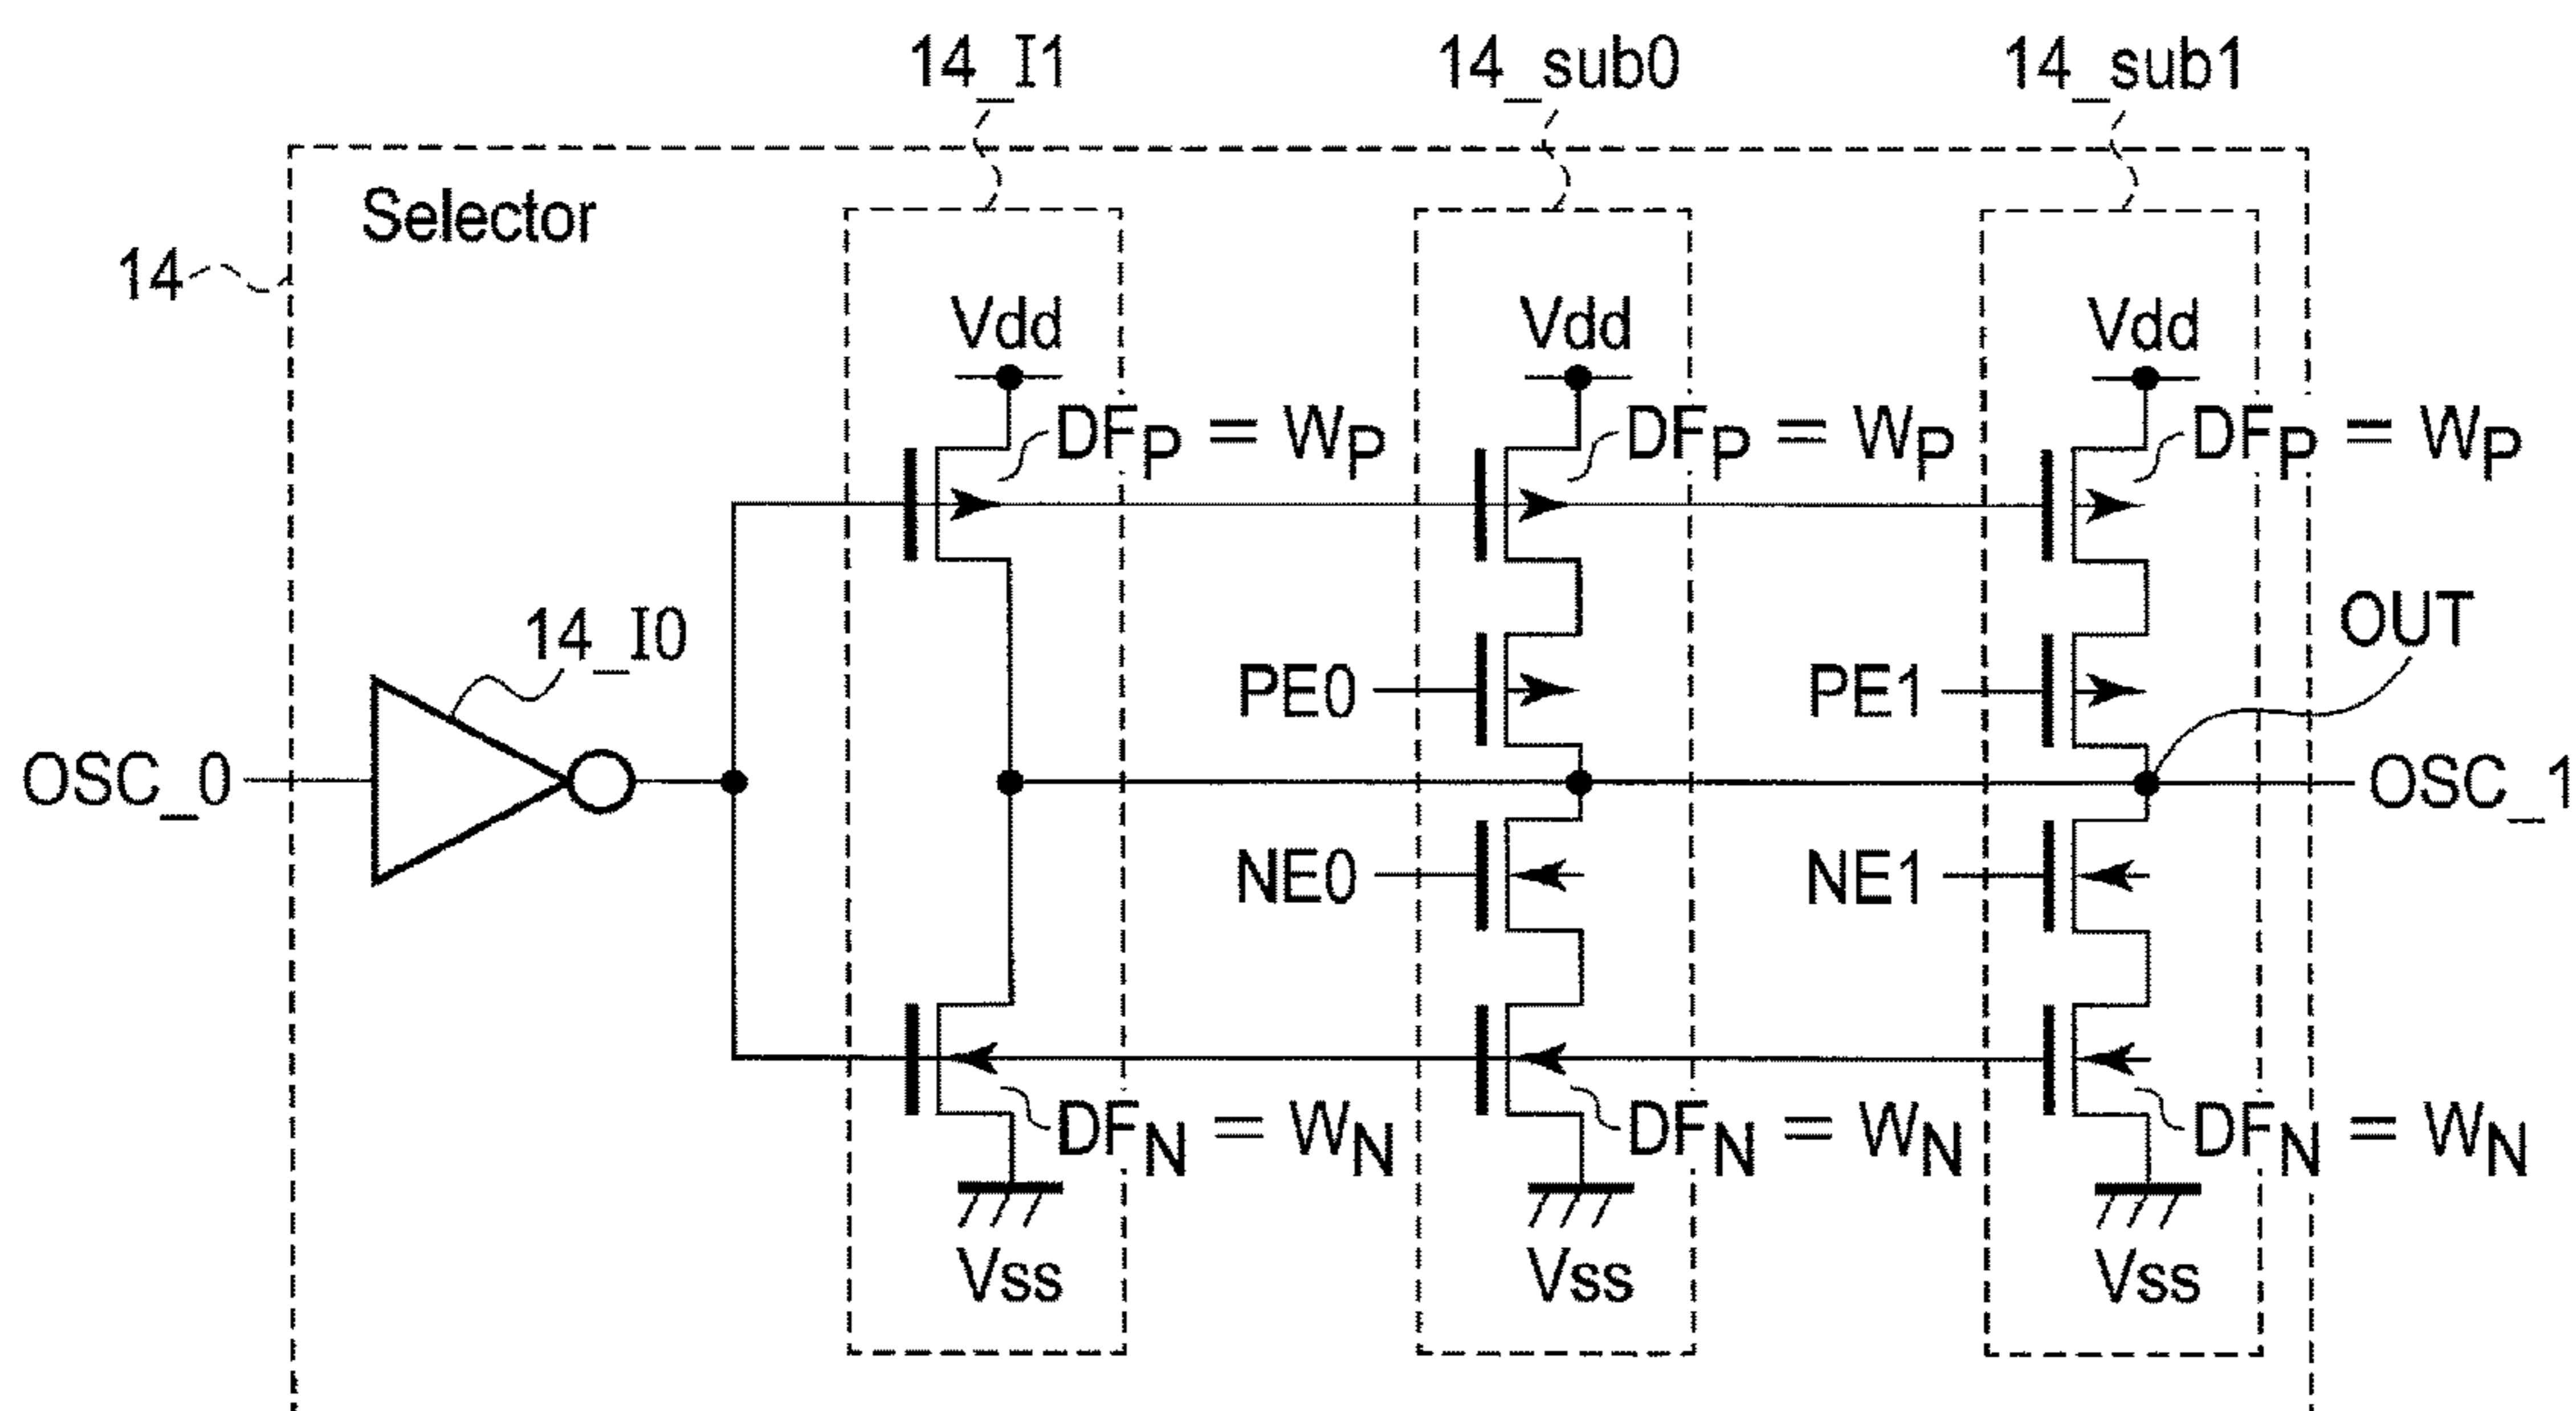 14_I1
14_sub0
14_sub1
Selector
14
Vdd
Vdd
Vdd
DFP = WP
DFP = WP
DFP = WP
14_I0
OUT
PE0
PE1
OSC_0
OSC_1
NE0
NE1
DFN = WN
DFN = WN
DFN = WN
Vss
Vss
Vss